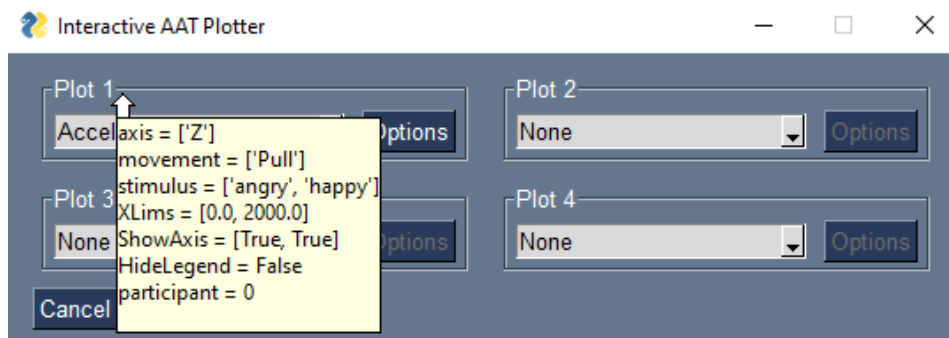 Interactive AAT Plotter
Plot 1
Plot 2
Accel
Options
None
Options
axis = ['Z']
movement = ['Pull']
stimulus = ['angry', 'happy']
XLims = [0.0, 2000.0]
ShowAxis = [True, True]
HideLegend = False
participant = 0
Plot 3
Plot 4
None
Options
None
Options
Cancel